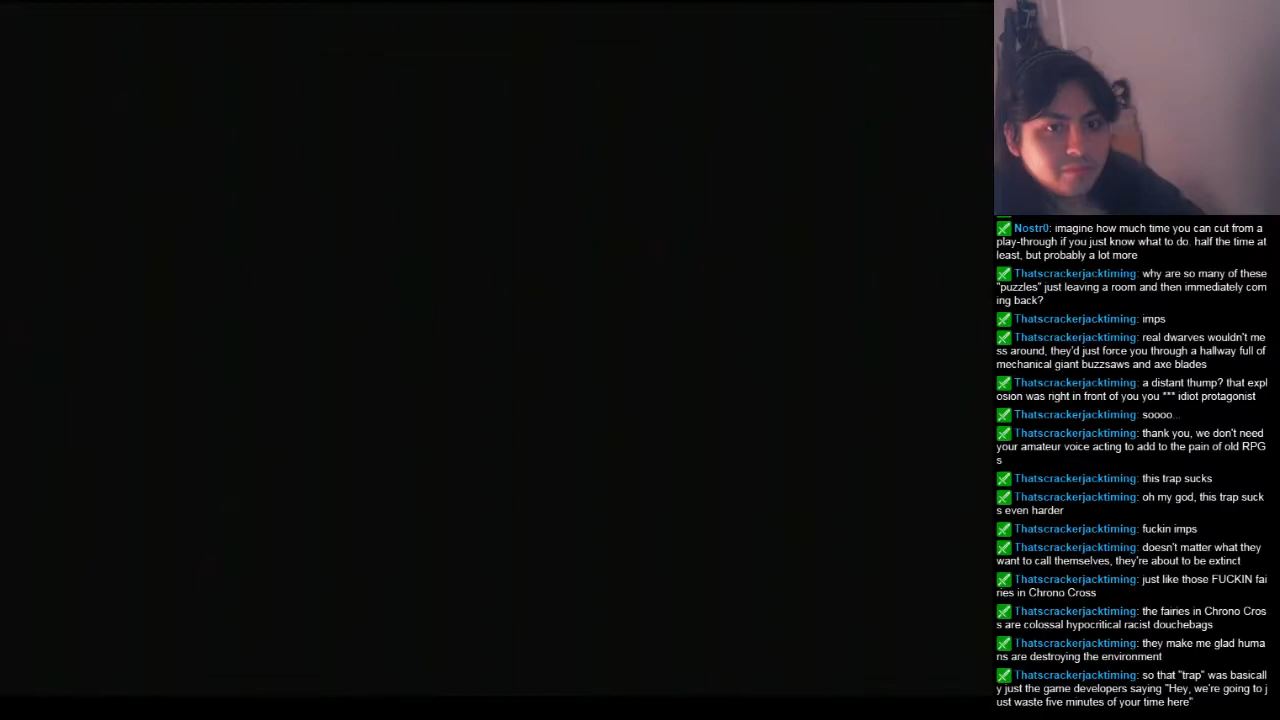 Nostr0: imagine how much time you can cut from a
play-through if you just know what to do. half the time at
least, but probably a lot more
Thatscrackerjacktiming: why are so many of these
"puzzles" just leaving a room and then immediately com
ing back?
Thatscrackerjacktiming: imps
Thatscrackerjacktiming: real dwarves wouldn't me
ss around, they'd just force you through a hallway full of
mechanical giant buzzsaws and axe blades
Thatscrackerjacktiming: a distant thump? that expl
osion was right in front of you you *** idiot protagonist
Thatscrackerjacktiming: soooo...
Thatscrackerjacktiming: thank you, we don't need
your amateur voice acting to add to the pain of old RPG
s
Thatscrackerjacktiming: this trap sucks
Thatscrackerjacktiming: oh my god, this trap suck
s even harder
Thatscrackerjacktiming: fuckin imps
Thatscrackerjacktiming: doesn't matter what they
want to call themselves, they're about to be extinct
Thatscrackerjacktiming: just like those FUCKIN fai
ries in Chrono Cross
Thatscrackerjacktiming: the fairies in Chrono Cros
s are colossal hypocritical racist douchebags
Thatscrackerjacktiming: they make me glad huma
ns are destroying the environment
Thatscrackerjacktiming: so that "trap" was basicall
y just the game developers saying "Hey, we're going to j
ust waste five minutes of your time here"